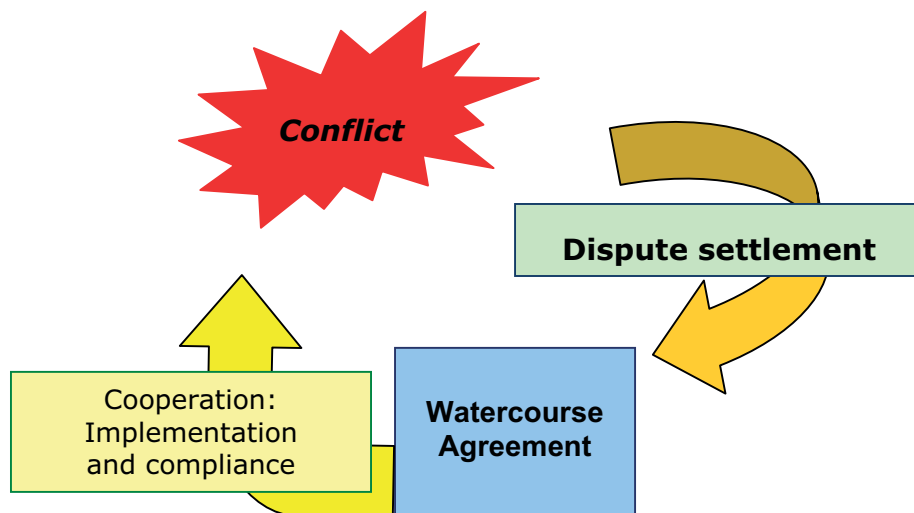 Conflict
Dispute settlement
Watercourse
Agreement
Cooperation:
Implementation
and compliance